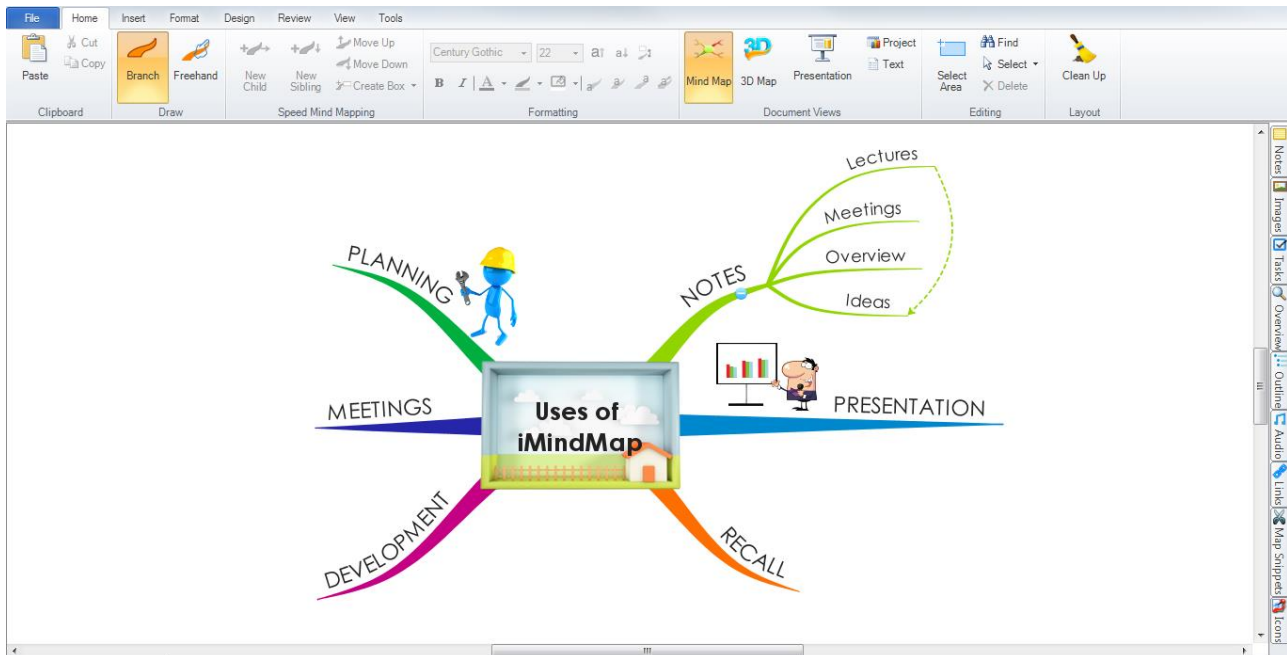 File Home Insert Format Design Review View Tools
Paste
Cut
Copy
Clipboard
Branch
Freehand
Draw
New Child
New Sibling
Move Up
Move Down
Create Box
Speed Mind Mapping
Century Gothic 22
B I A
Formatting
Mind Map
3D Map
Presentation
Project
Text
Document Views
Select Area
Find
Select
Delete
Editing
Clean Up
Layout
PLANNING
MEETINGS
DEVELOPMENT
Uses of
iMindMap
NOTES
Lectures
Meetings
Overview
Ideas
PRESENTATION
RECALL
Notes
Images
Tasks
Overview
Outline
Audio
Links
Map Snippets
Icons